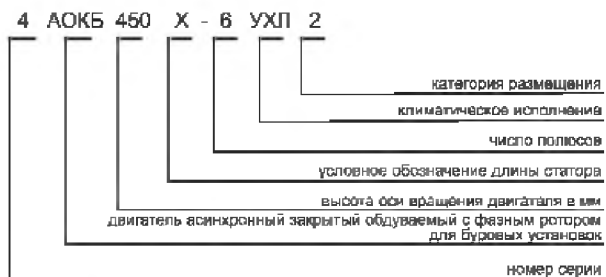 4 АОКБ 450 Х - 6 УХЛ 2
категория размещения
климатическое исполнение
число полюсов
условное обозначение длины статора
высота оси вращения двигателя в мм
двигатель асинхронный закрытый обдуваемый с фазным ротором
для буровых установок
номер серии